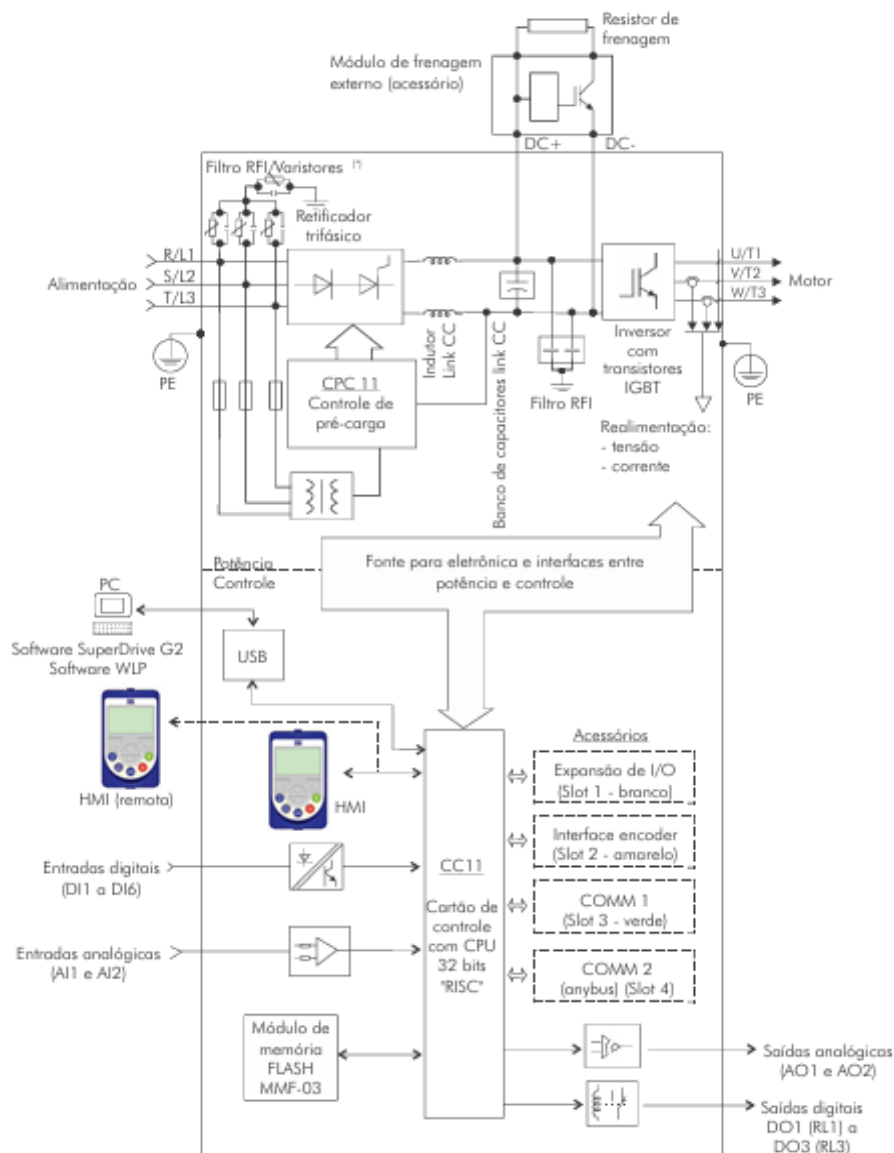 Resistor de
frenagem
Módulo de frenagem
externo (acessório)
DC+
DC-
Filtro RFI/Varistores (*)
Retificador
trifásico
R/L1
S/L2
T/L3
Alimentação
PE
Indutor
Link CC
Banco de capacitores link CC
Filtro RFI
U/T1
V/T2
W/T3
Motor
Inversor
com
transistores
IGBT
PE
CPC 11
Controle de
pré-carga
Realimentação:
- tensão
- corrente
Potência
Controle
Fonte para eletrônica e interfaces entre
potência e controle
PC
Software SuperDrive G2
Software WLP
USB
HMI (remota)
HMI
Entradas digitais
(DI1 a DI6)
Entradas analógicas
(AI1 e AI2)
Módulo de
memória
FLASH
MMF-03
CC11
Cartão de
controle
com CPU
32 bits
"RISC"
Acessórios
Expansão de I/O
(Slot 1 - branco)
Interface encoder
(Slot 2 - amarelo)
COMM 1
(Slot 3 - verde)
COMM 2
(anybus) (Slot 4)
Saídas analógicas
(AO1 e AO2)
Saídas digitais
DO1 (RL1) a
DO3 (RL3)